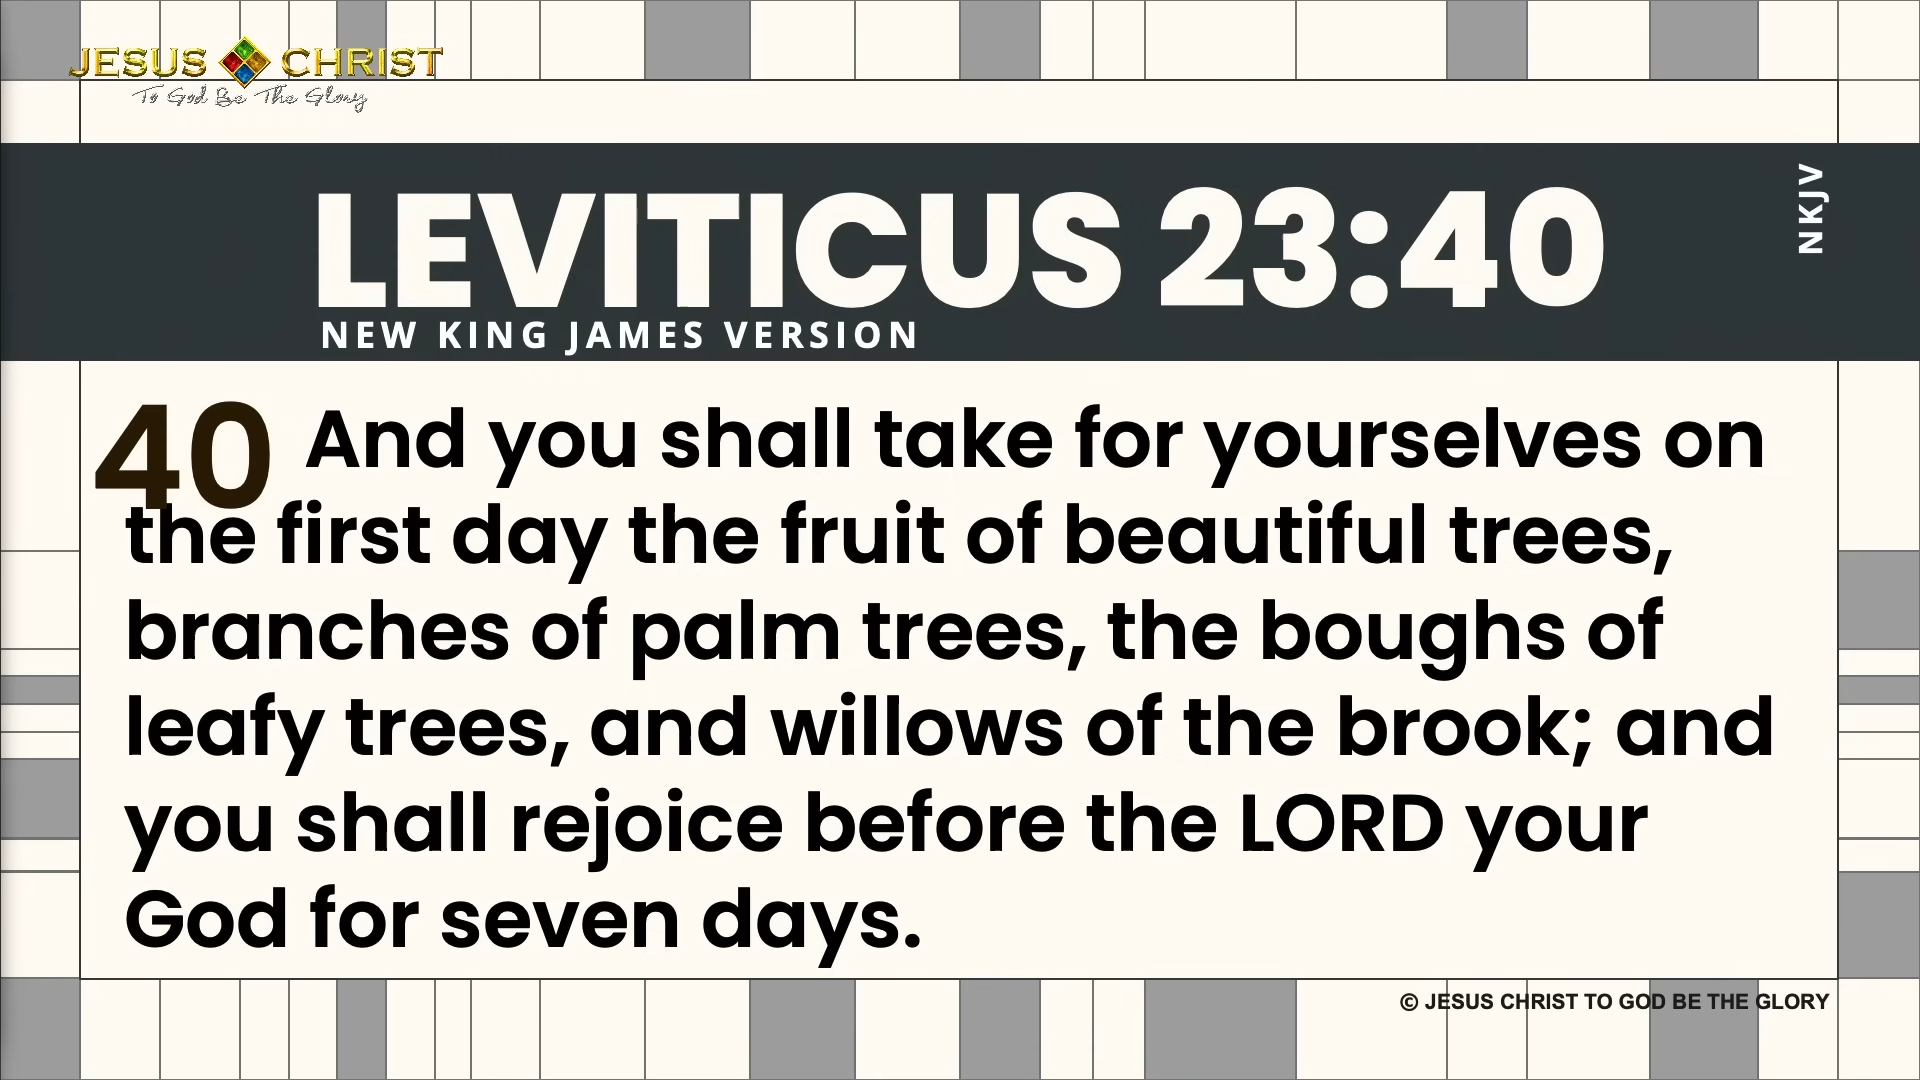 JESUS CHRIST
To God Be The Glory
LEVITICUS 23:40
NKJV
NEW KING JAMES VERSION
40 And you shall take for yourselves on
the first day the fruit of beautiful trees,
branches of palm trees, the boughs of
leafy trees, and willows of the brook; and
you shall rejoice before the LORD your
God for seven days.
© JESUS CHRIST TO GOD BE THE GLORY